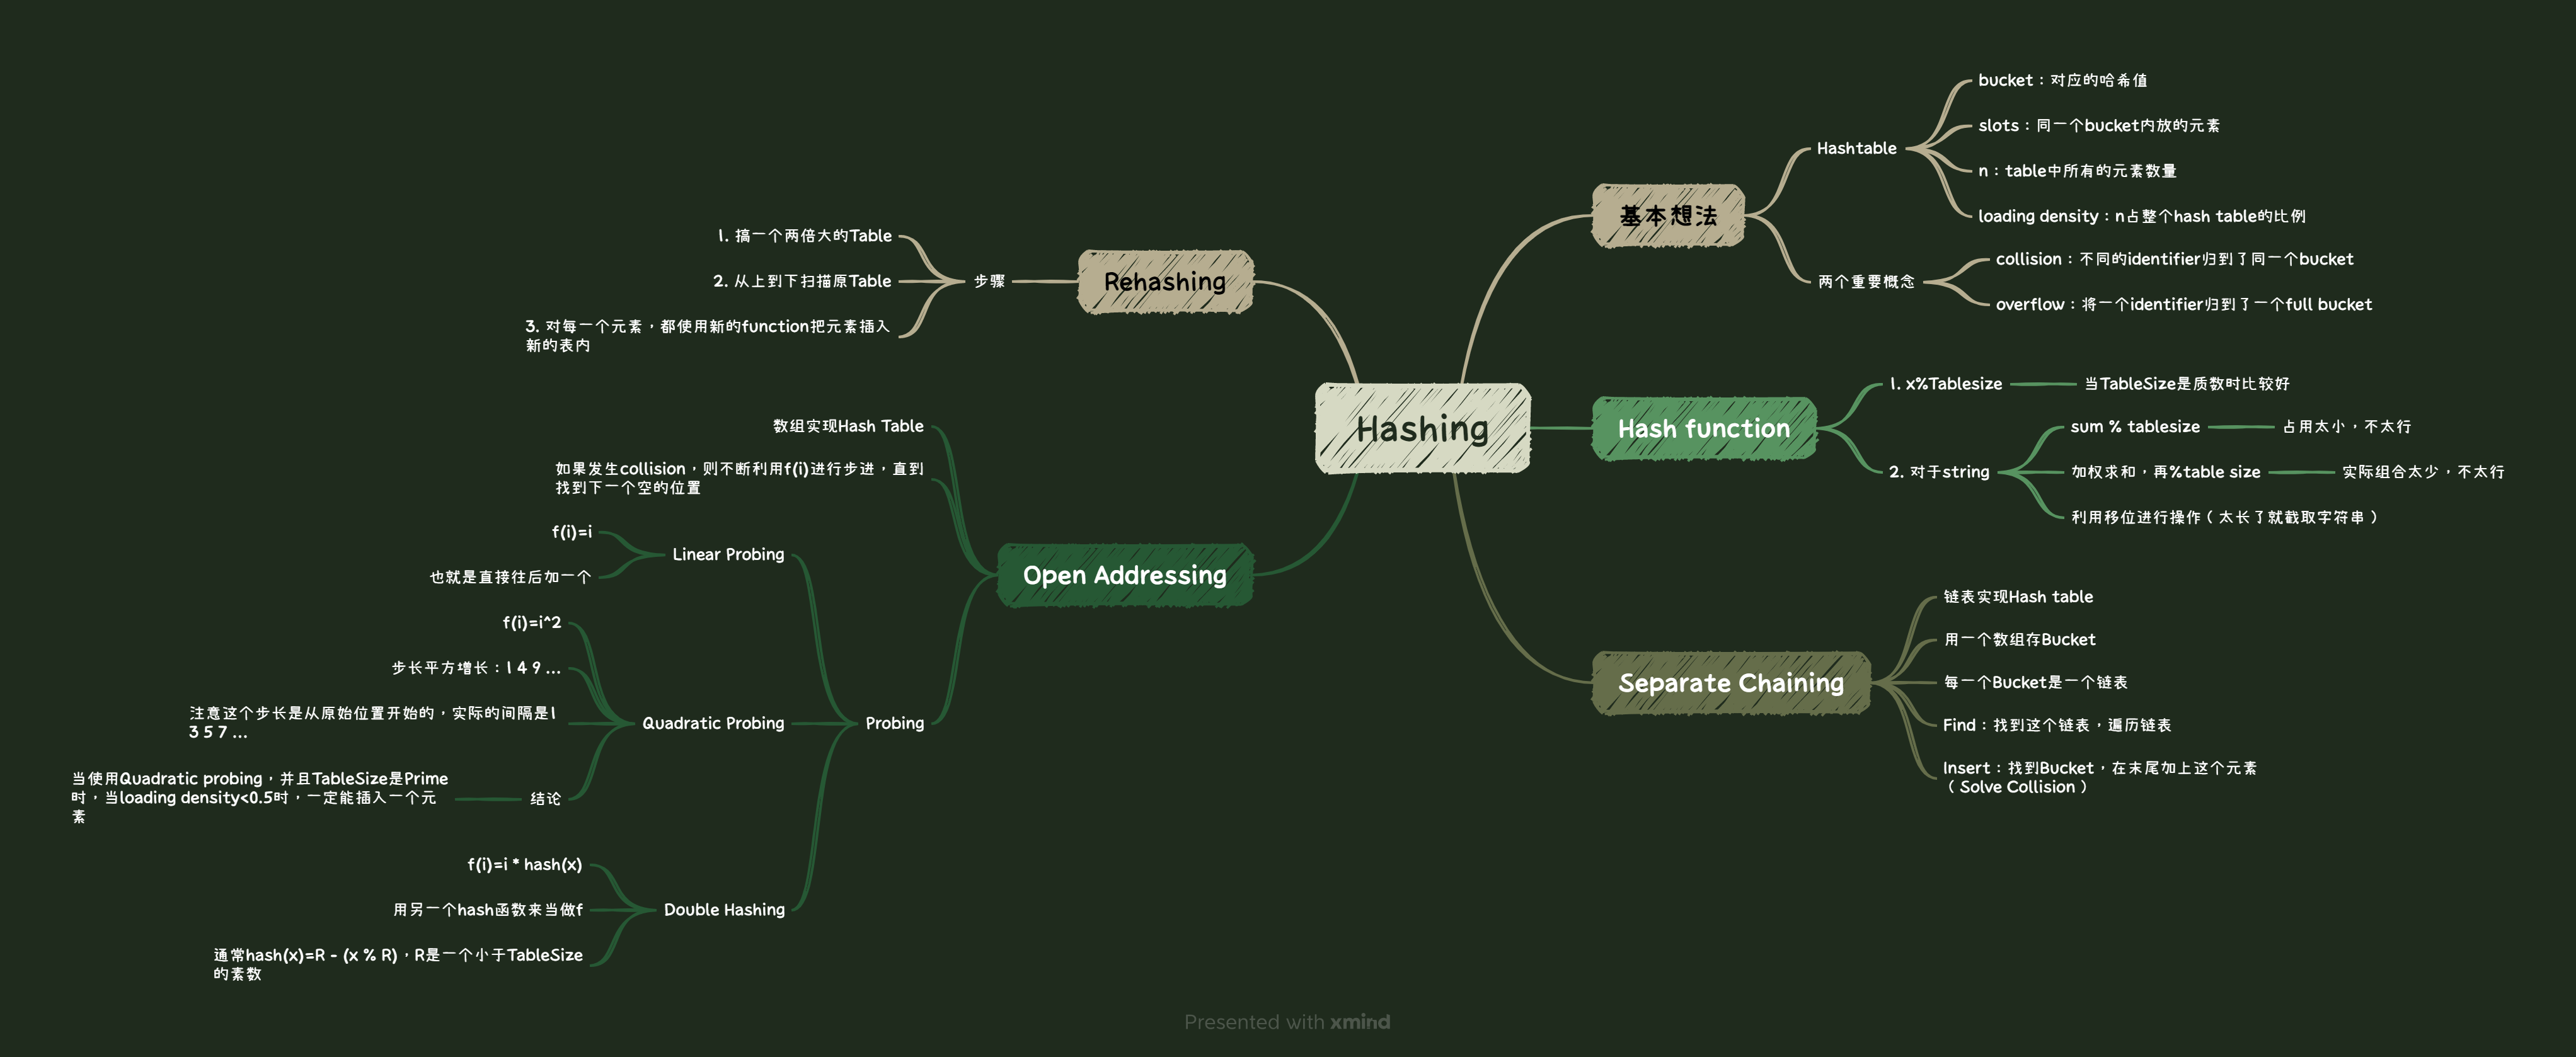 Hashing
基本想法
Hashtable
bucket：对应的哈希值
slots：同一个bucket内放的元素
n：table中所有的元素数量
loading density：n占整个hash table的比例
两个重要概念
collision：不同的identifier归到了同一个bucket
overflow：将一个identifier归到了一个full bucket
Hash function
1. x%Tablesize
当TableSize是质数时比较好
2. 对于string
sum % tablesize
占用太小，不太行
加权求和，再%table size
实际组合太少，不太行
利用移位进行操作（太长了就截取字符串）
Separate Chaining
链表实现Hash table
用一个数组存Bucket
每一个Bucket是一个链表
Find：找到这个链表，遍历链表
Insert：找到Bucket，在末尾加上这个元素
（Solve Collision）
Rehashing
步骤
1. 搞一个两倍大的Table
2. 从上到下扫描原Table
3. 对每一个元素，都使用新的function把元素插入
新的表内
Open Addressing
数组实现Hash Table
如果发生collision，则不断利用f(i)进行步进，直到
找到下一个空的位置
Probing
Linear Probing
f(i)=i
也就是直接往后加一个
Quadratic Probing
f(i)=i^2
步长平方增长：1 4 9 ...
注意这个步长是从原始位置开始的，实际的间隔是1
3 5 7 ...
结论
当使用Quadratic probing，并且TableSize是Prime
时，当loading density<0.5时，一定能插入一个元
素
Double Hashing
f(i)=i * hash(x)
用另一个hash函数来当做f
通常hash(x)=R - (x % R)，R是一个小于TableSize
的素数
Presented with xmind